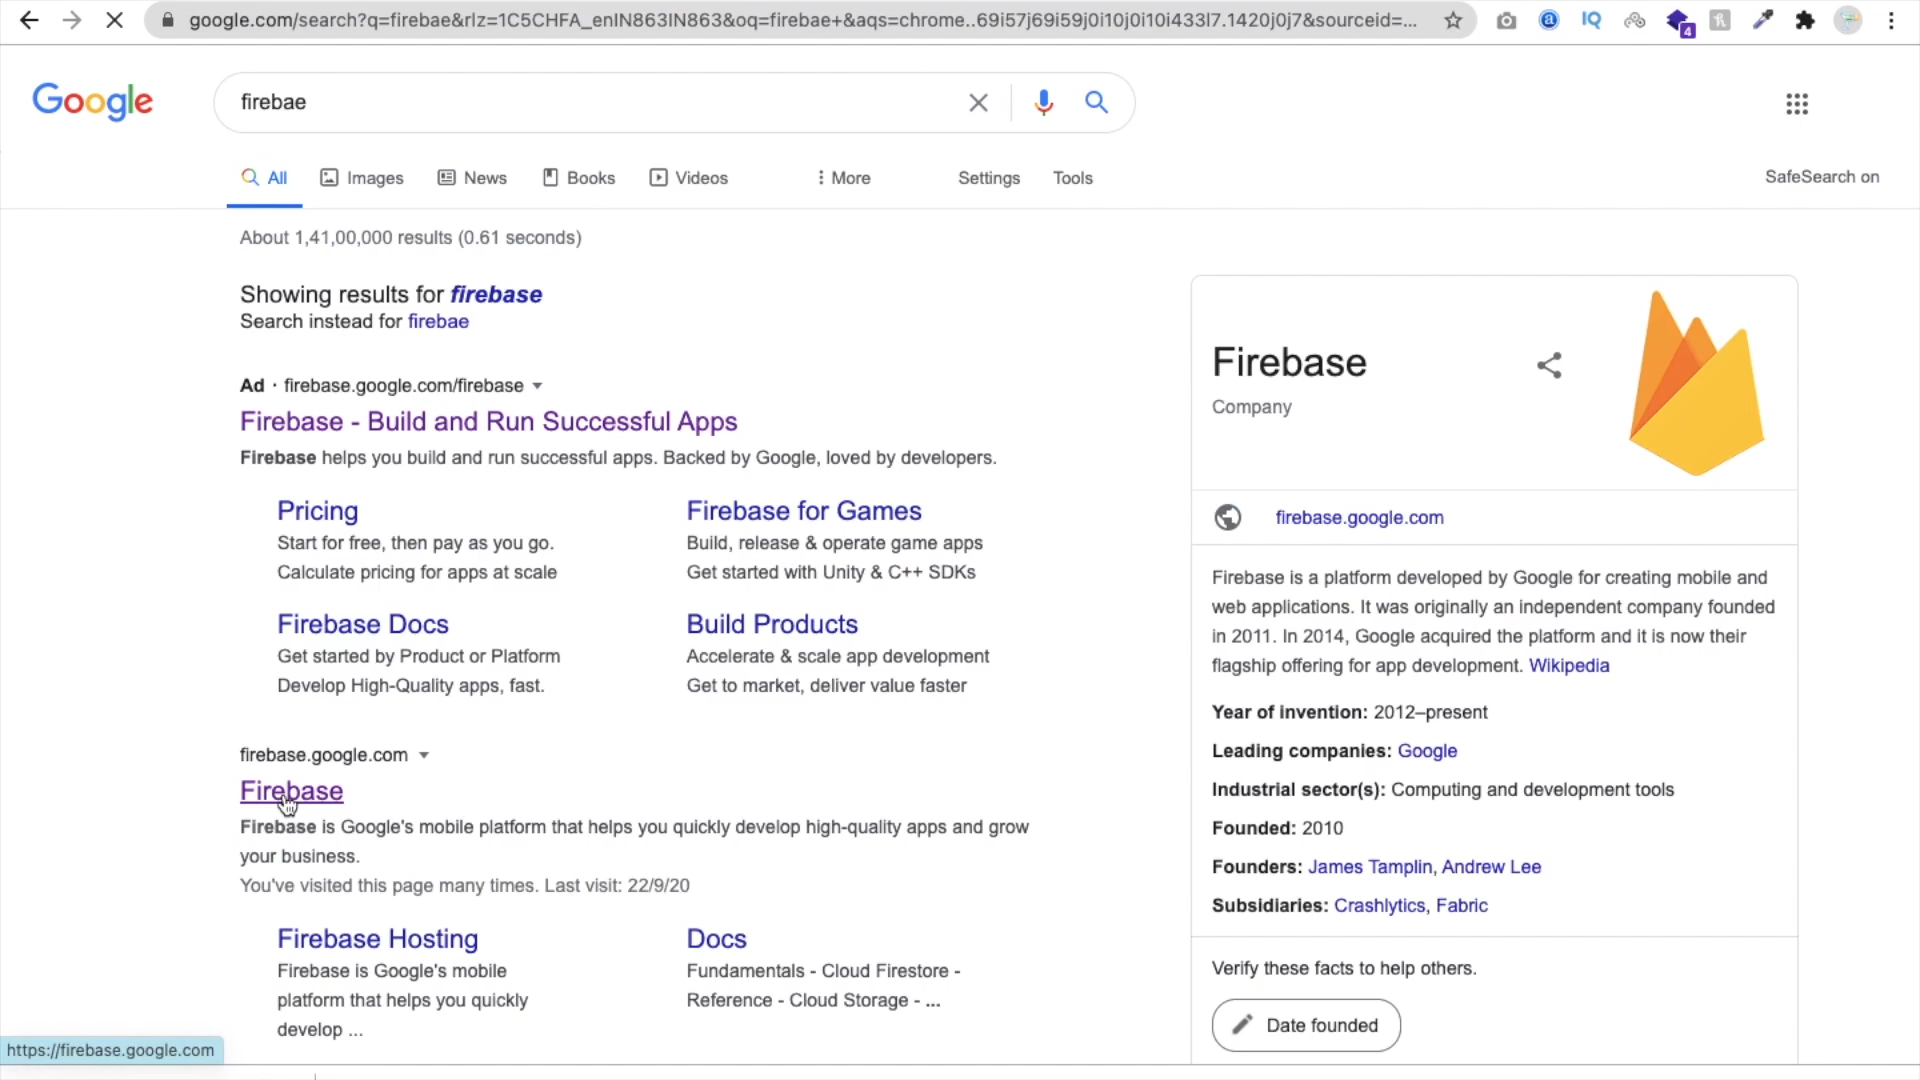 google.com/search?q=firebae&rlz=1C5CHFA_enIN863IN863&oq=firebae+&aqs=chrome..69i57j69i59j0i10j0i10i433l7.1420j0j7&sourceid=...
4
Google
firebae
All
Images
News
Books
Videos
More
Settings
Tools
SafeSearch on
About 1,41,00,000 results (0.61 seconds)
Showing results for firebase
Search instead for firebae
Ad · firebase.google.com/firebase
Firebase - Build and Run Successful Apps
Firebase helps you build and run successful apps. Backed by Google, loved by developers.
Pricing
Start for free, then pay as you go.
Calculate pricing for apps at scale
Firebase for Games
Build, release & operate game apps
Get started with Unity & C++ SDKs
Firebase Docs
Get started by Product or Platform
Develop High-Quality apps, fast.
Build Products
Accelerate & scale app development
Get to market, deliver value faster
firebase.google.com
Firebase
Firebase is Google's mobile platform that helps you quickly develop high-quality apps and grow
your business.
You've visited this page many times. Last visit: 22/9/20
Firebase Hosting
Firebase is Google's mobile
platform that helps you quickly
develop ...
Docs
Fundamentals - Cloud Firestore -
Reference - Cloud Storage - ...
https://firebase.google.com
Firebase
Company
firebase.google.com
Firebase is a platform developed by Google for creating mobile and
web applications. It was originally an independent company founded
in 2011. In 2014, Google acquired the platform and it is now their
flagship offering for app development. Wikipedia
Year of invention: 2012–present
Leading companies: Google
Industrial sector(s): Computing and development tools
Founded: 2010
Founders: James Tamplin, Andrew Lee
Subsidiaries: Crashlytics, Fabric
Verify these facts to help others.
Date founded